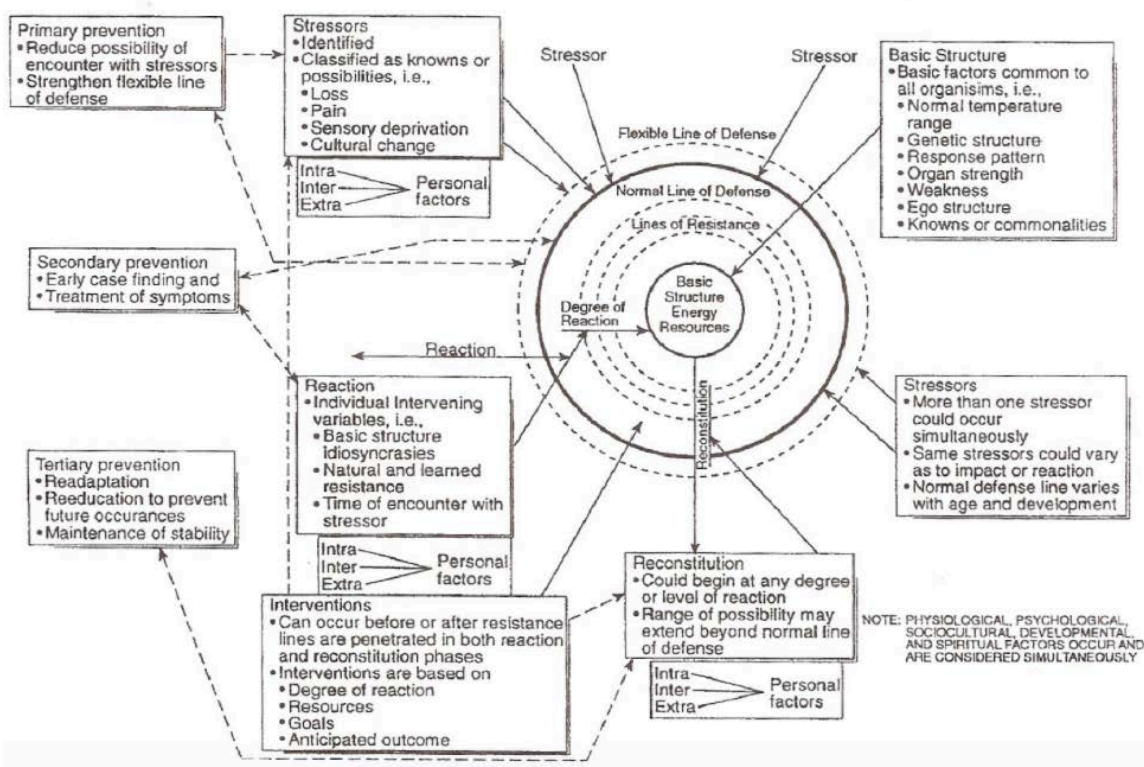 Primary prevention
• Reduce possibility of
encounter with stressors
• Strengthen flexible line
of defense
Stressors
• Identified
• Classified as knowns or
possibilities, i.e.,
• Loss
• Pain
• Sensory deprivation
• Cultural change
Intra
Inter
Extra
Personal
factors
Stressor
Stressor
Basic Structure
• Basic factors common to
all organisims, i.e.,
• Normal temperature
range
• Genetic structure
• Response pattern
• Organ strength
• Weakness
• Ego structure
• Knowns or commonalities
Flexible Line of Defense
Normal Line of Defense
Lines of Resistance
Basic
Structure
Energy
Resources
Degree of
Reaction
Reaction
Reconstitution
Secondary prevention
• Early case finding and
• Treatment of symptoms
Reaction
• Individual Intervening
variables, i.e.,
• Basic structure
idiosyncrasies
• Natural and learned
resistance
• Time of encounter with
stressor
Intra
Inter
Extra
Personal
factors
Stressors
• More than one stressor
could occur
simultaneously
• Same stressors could vary
as to impact or reaction
• Normal defense line varies
with age and development
Tertiary prevention
• Readaptation
• Reeducation to prevent
future occurances
• Maintenance of stability
Interventions
• Can occur before or after resistance
lines are penetrated in both reaction
and reconstitution phases
• Interventions are based on
• Degree of reaction
• Resources
• Goals
• Anticipated outcome
Reconstitution
• Could begin at any degree
or level of reaction
• Range of possibility may
extend beyond normal line
of defense
Intra
Inter
Extra
Personal
factors
NOTE: PHYSIOLOGICAL, PSYCHOLOGICAL,
SOCIOCULTURAL, DEVELOPMENTAL,
AND SPIRITUAL FACTORS OCCUR AND
ARE CONSIDERED SIMULTANEOUSLY